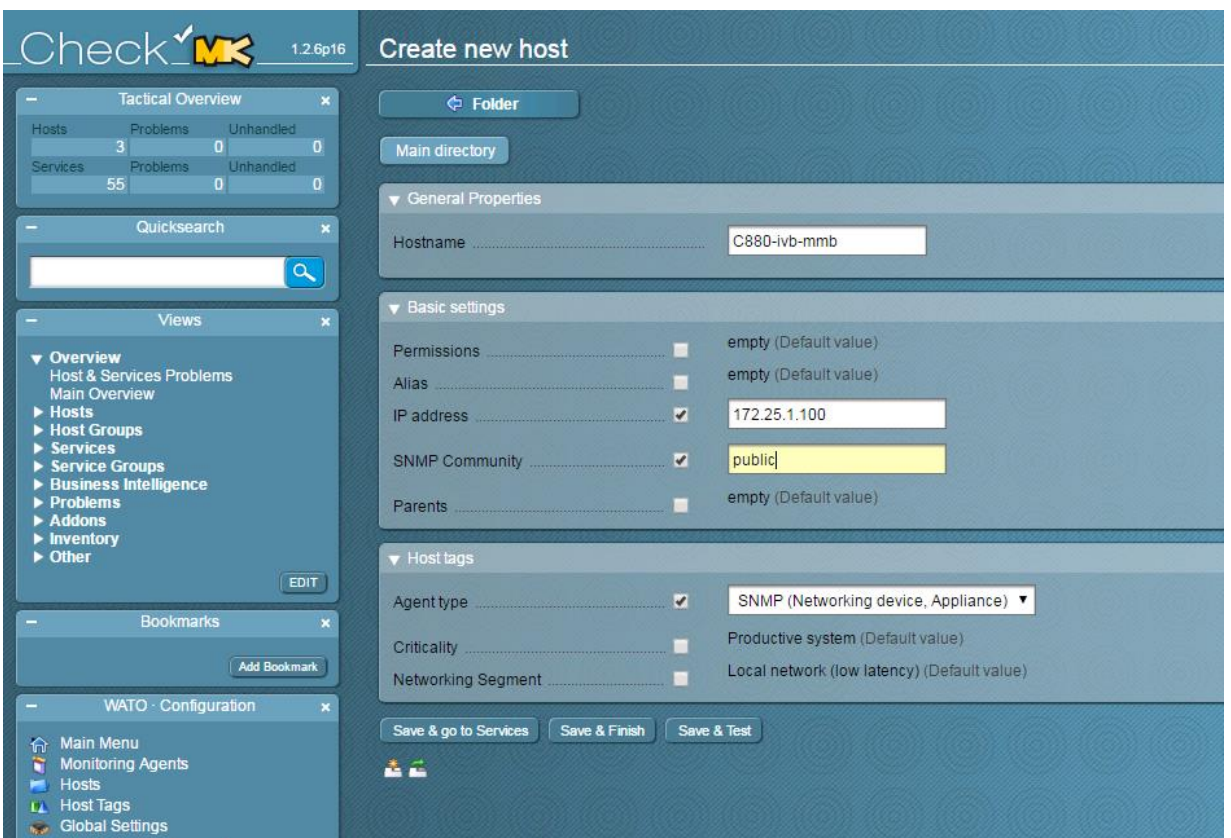 Check MK 1.2.6p16
Tactical Overview
Hosts Problems Unhandled
3 0 0
Services Problems Unhandled
55 0 0
Quicksearch
Views
Overview
Host & Services Problems
Main Overview
Hosts
Host Groups
Services
Service Groups
Business Intelligence
Problems
Addons
Inventory
Other
EDIT
Bookmarks
Add Bookmark
WATO · Configuration
Main Menu
Monitoring Agents
Hosts
Host Tags
Global Settings
Create new host
Folder
Main directory
General Properties
Hostname C880-ivb-mmb
Basic settings
Permissions empty (Default value)
Alias empty (Default value)
IP address 172.25.1.100
SNMP Community public
Parents empty (Default value)
Host tags
Agent type SNMP (Networking device, Appliance)
Criticality Productive system (Default value)
Networking Segment Local network (low latency) (Default value)
Save & go to Services Save & Finish Save & Test